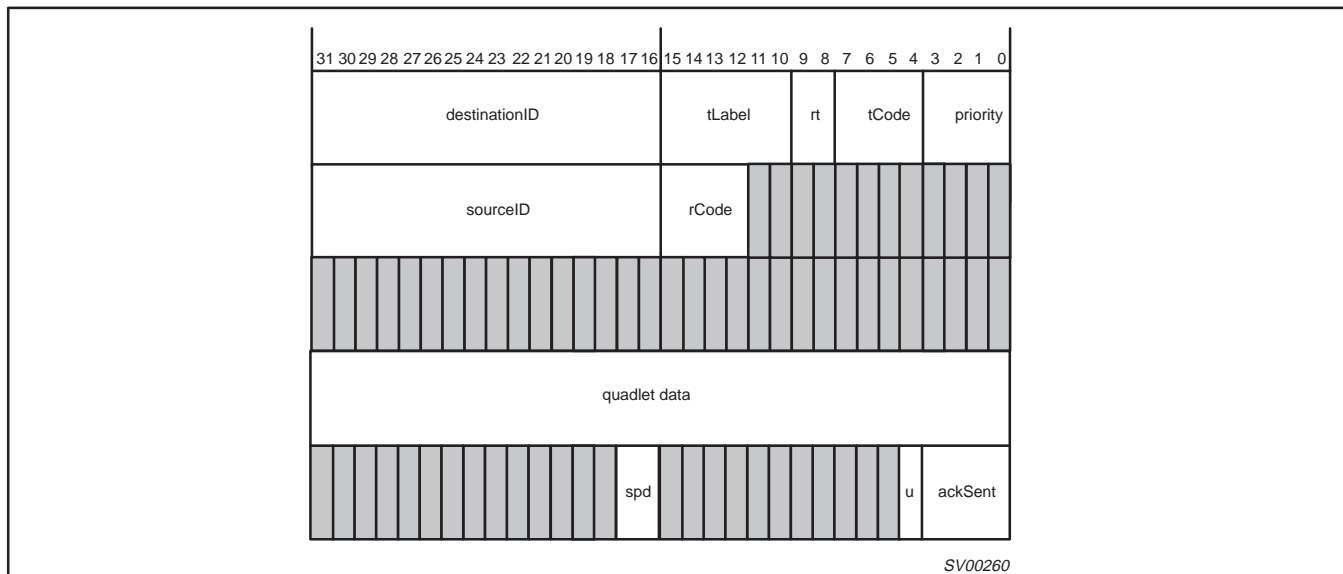 31 30 29 28 27 26 25 24 23 22 21 20 19 18 17 16 15 14 13 12 11 10 9 8 7 6 5 4 3 2 1 0
destinationID tLabel rt tCode priority
sourceID rCode
quadlet data
spd u ackSent
SV00260